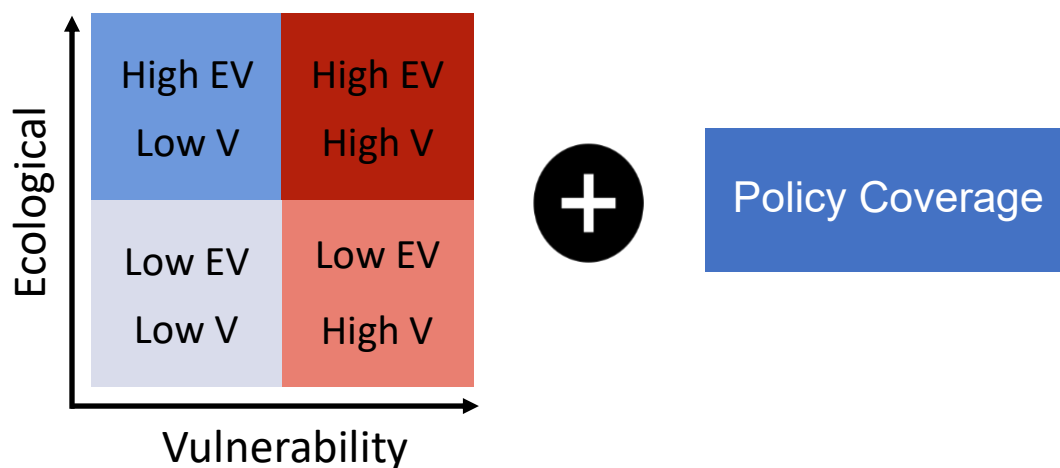 Ecological
High EV
Low V
High EV
High V
Low EV
Low V
Low EV
High V
Vulnerability
Policy Coverage